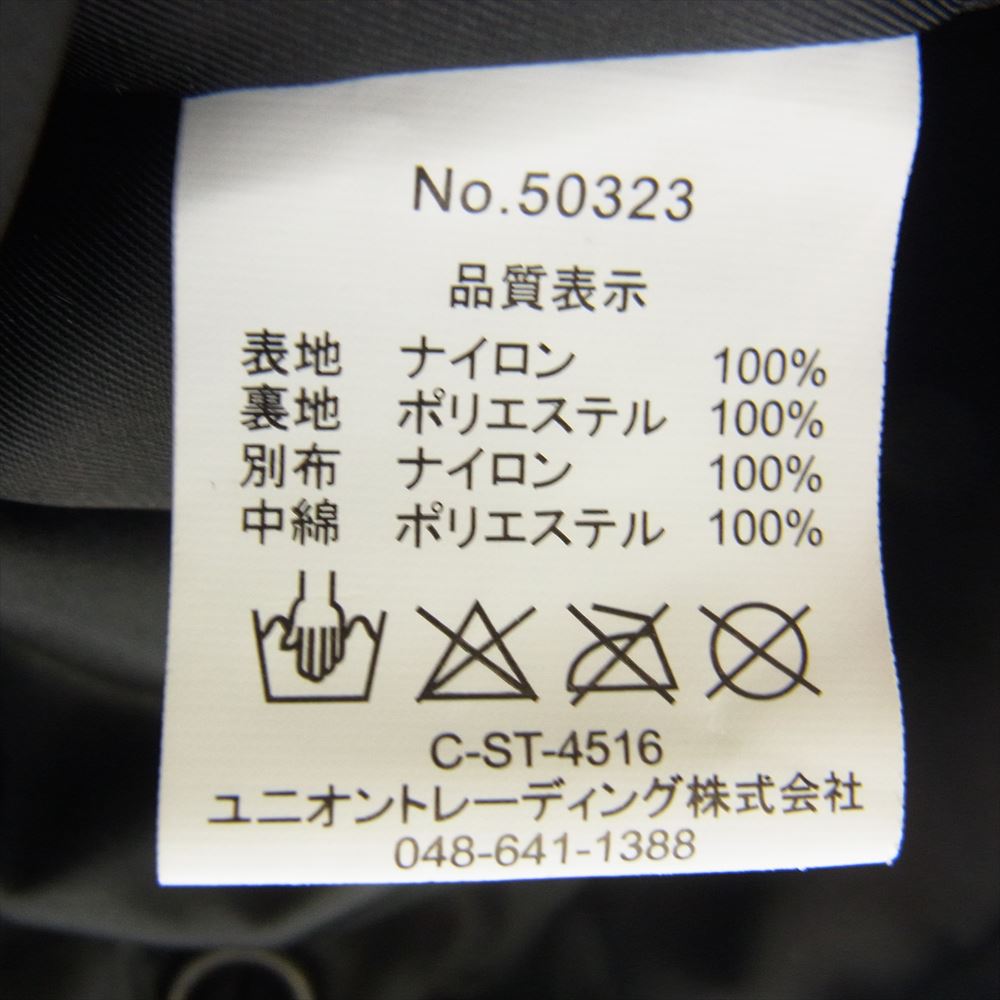 No.50323
品質表示
表地 ナイロン 100%
裏地 ポリエステル 100%
別布 ナイロン 100%
中綿 ポリエステル 100%
C-ST-4516
ユニオントレーディング株式会社
048-641-1388